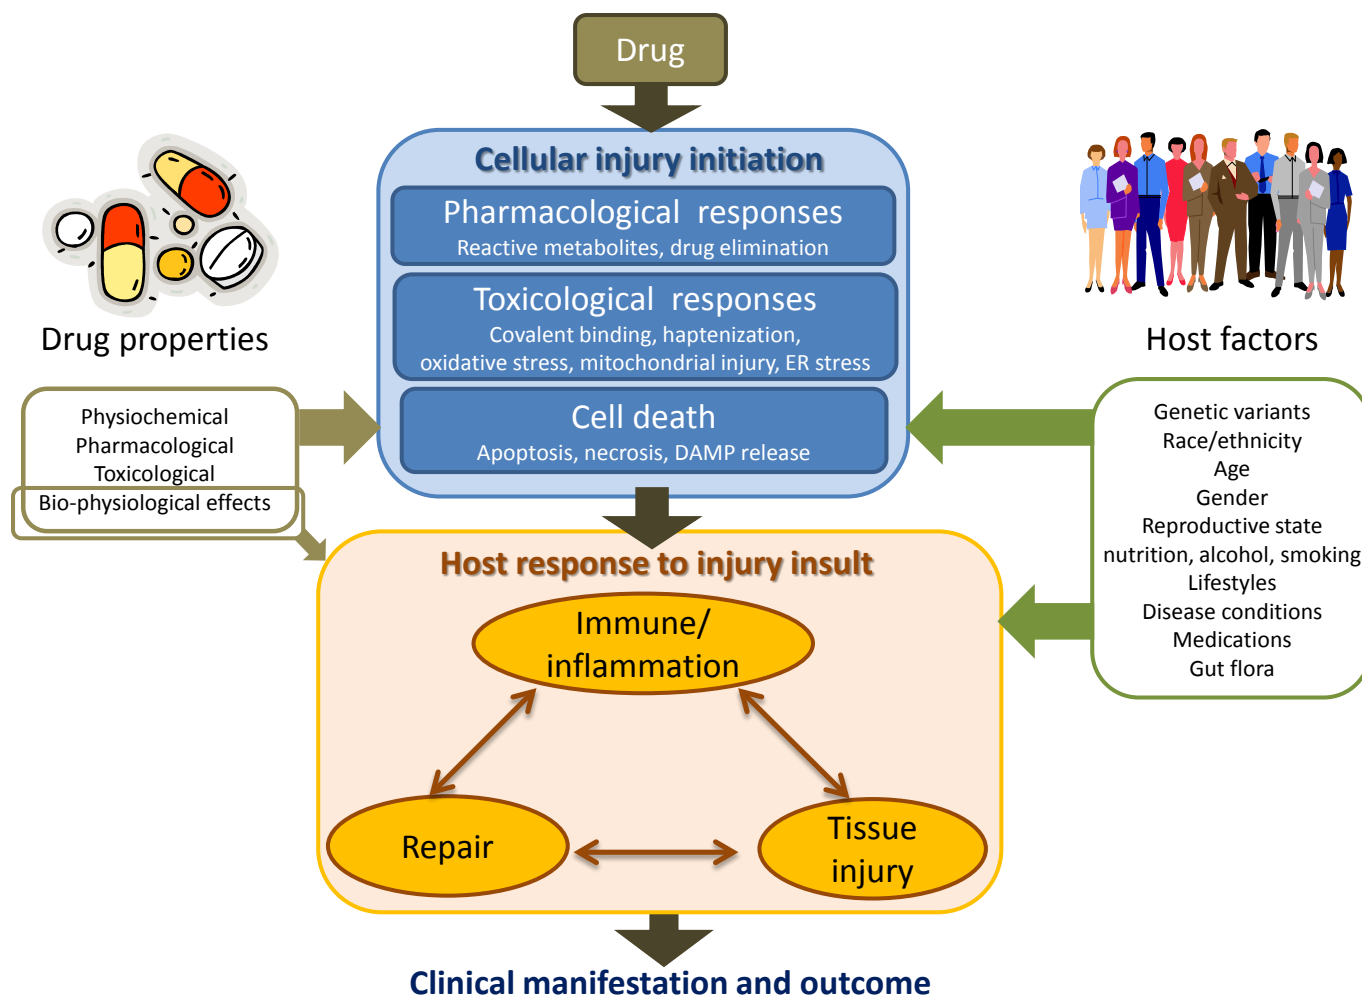 Drug
Cellular injury initiation
Pharmacological responses
Reactive metabolites, drug elimination
Toxicological responses
Covalent binding, haptenization,
oxidative stress, mitochondrial injury, ER stress
Cell death
Apoptosis, necrosis, DAMP release
Drug properties
Physiochemical
Pharmacological
Toxicological
Bio-physiological effects
Host factors
Genetic variants
Race/ethnicity
Age
Gender
Reproductive state
nutrition, alcohol, smoking
Lifestyles
Disease conditions
Medications
Gut flora
Host response to injury insult
Immune/
inflammation
Repair
Tissue
injury
Clinical manifestation and outcome